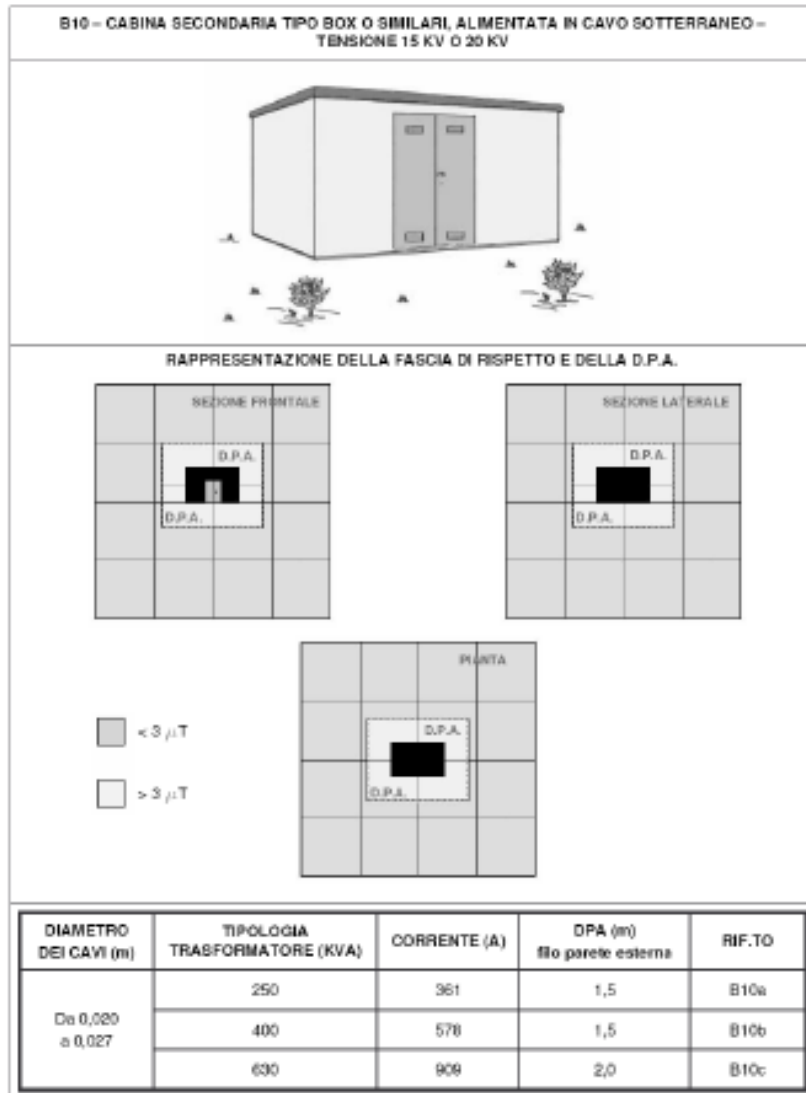 B10 – CABINA SECONDARIA TIPO BOX O SIMILARI, ALIMENTATA IN CAVO SOTTERRANEO –
TENSIONE 15 KV O 20 KV
RAPPRESENTAZIONE DELLA FASCIA DI RISPETTO E DELLA D.P.A.
SEZIONE FRONTALE
D.P.A.
D.P.A.
SEZIONE LATERALE
D.P.A.
D.P.A.
PIANTA
D.P.A.
D.P.A.
< 3 µT
> 3 µT
DIAMETRO DEI CAVI (m) TIPOLOGIA TRASFORMATORE (KVA) CORRENTE (A) DPA (m) filo parete esterna RIF.TO
Da 0,020 a 0,027
250 361 1,5 B10a
400 578 1,5 B10b
630 909 2,0 B10c